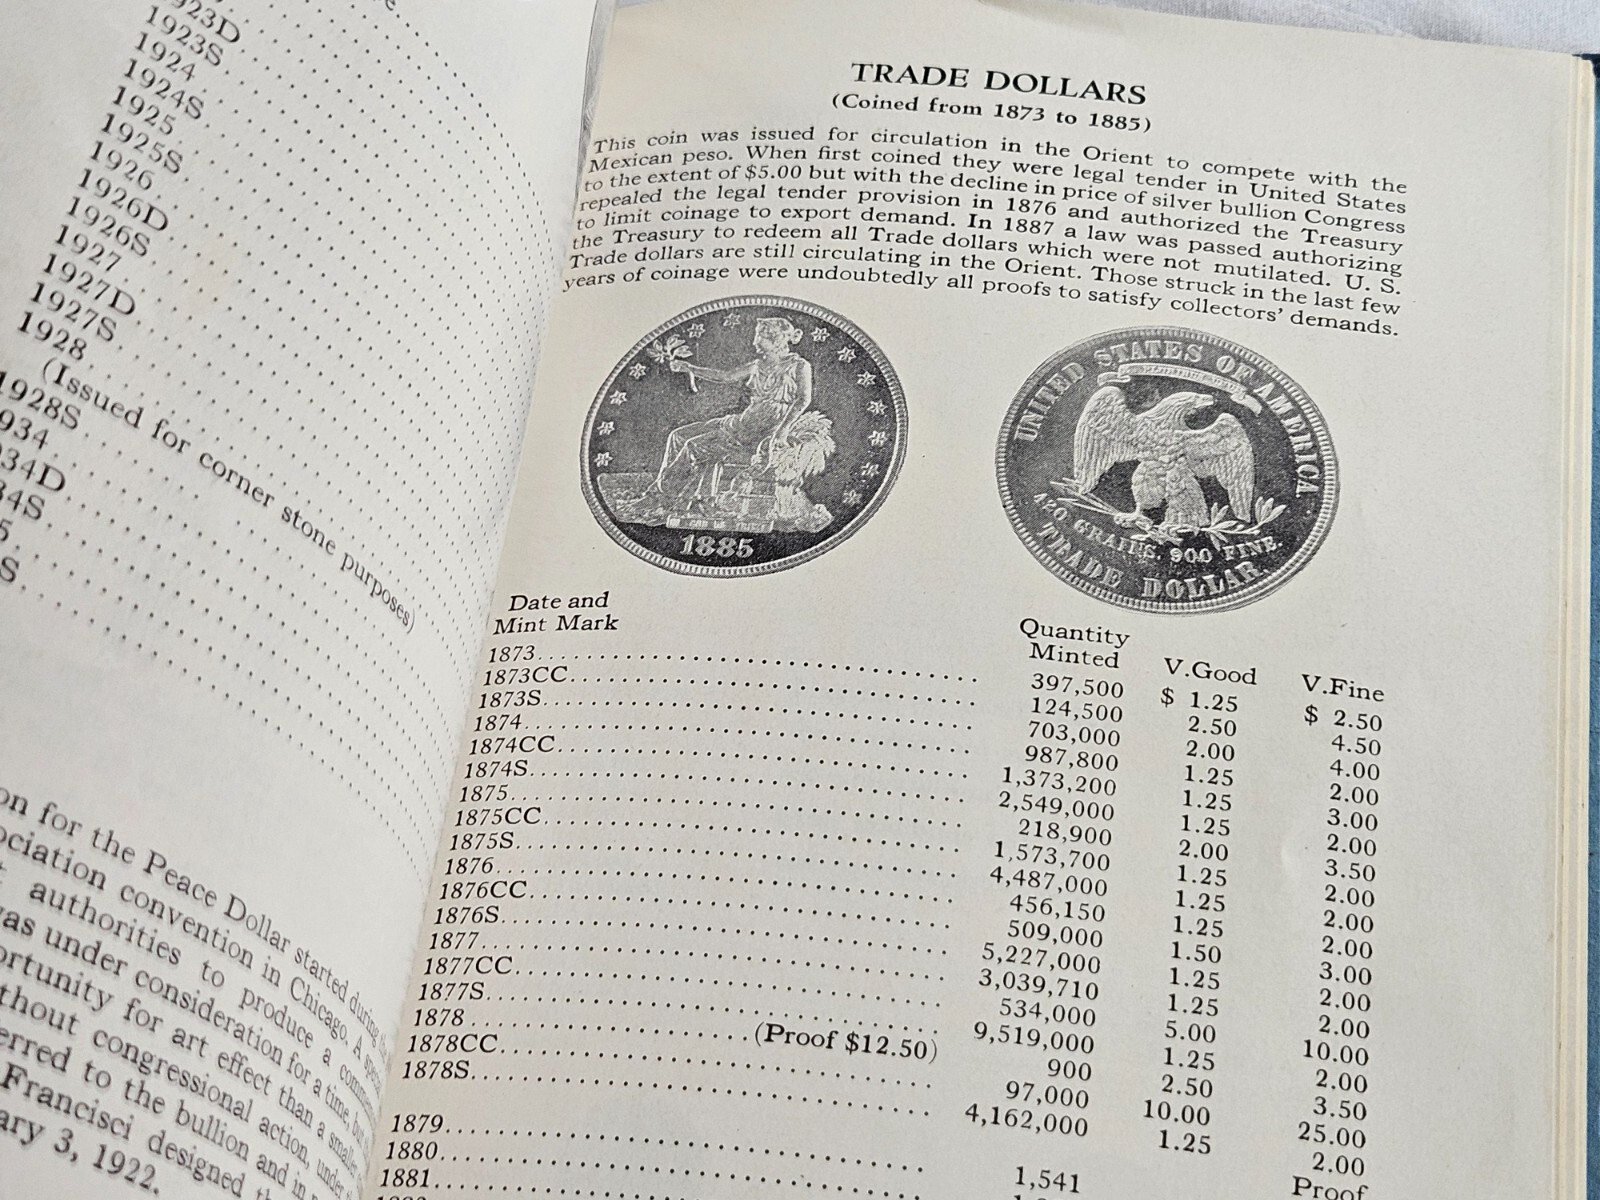 1923S
1924
1924S
1925
1925S
1926
1926D
1926S
1927
1927D
1927S
1928
(Issued for corner stone purposes)
1928S
934
34D
34S
5
S
on for the Peace Dollar started during
ociation convention in Chicago. A
authorities to produce a
as under consideration for a time, but
ortunity for art effect than a smaller
thout congressional action, under
erred to the bullion and in
Francisci designed
ary 3, 1922.
TRADE DOLLARS
(Coined from 1873 to 1885)
This coin was issued for circulation in the Orient to compete with the
Mexican peso. When first coined they were legal tender in United States
to the extent of $5.00 but with the decline in price of silver bullion Congress
repealed the legal tender provision in 1876 and authorized the Treasury
to limit coinage to export demand. In 1887 a law was passed authorizing
the Treasury to redeem all Trade dollars which were not mutilated. U. S.
Trade dollars are still circulating in the Orient. Those struck in the last few
years of coinage were undoubtedly all proofs to satisfy collectors' demands.
1885
UNITED STATES OF AMERICA
420 GRAINS. 900 FINE.
TRADE DOLLAR
Date and Mint Mark Quantity Minted V.Good V.Fine
1873 397,500 $ 1.25 $ 2.50
1873CC 124,500 2.50 4.50
1873S 703,000 2.00 4.00
1874 987,800 1.25 2.00
1874CC 1,373,200 1.25 3.00
1874S 2,549,000 1.25 2.00
1875 218,900 2.00 3.50
1875CC 1,573,700 1.25 2.00
1875S 4,487,000 1.25 2.00
1876 456,150 1.25 2.00
1876CC 509,000 1.50 3.00
1876S 5,227,000 1.25 2.00
1877 3,039,710 1.25 2.00
1877CC 534,000 5.00 10.00
1877S 9,519,000 1.25 2.00
1878 (Proof $12.50) 900 2.50 3.50
1878CC 97,000 10.00 25.00
1878S 4,162,000 1.25 2.00
1879 1,541 Proof
1880
1881